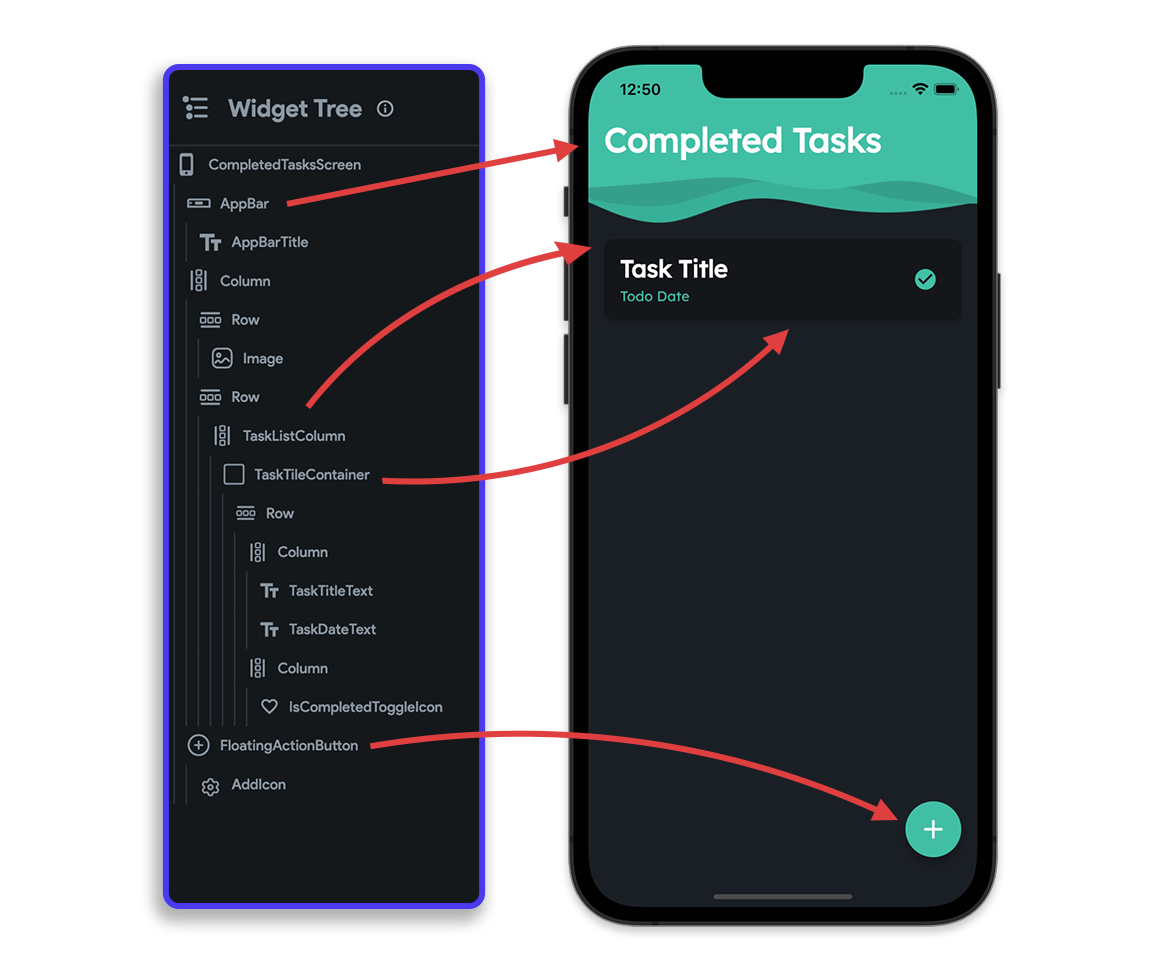 Widget Tree
CompletedTasksScreen
AppBar
AppBarTitle
Column
Row
Image
Row
TaskListColumn
TaskTileContainer
Row
Column
TaskTitleText
TaskDateText
Column
IsCompletedToggleIcon
FloatingActionButton
AddIcon
12:50
Completed Tasks
Task Title
Todo Date